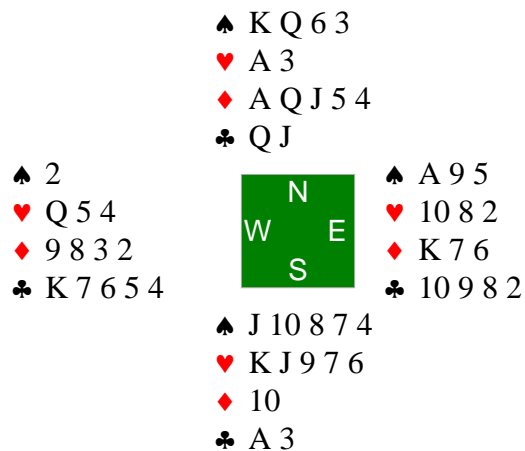 ♠ K Q 6 3
♥ A 3
♦ A Q J 5 4
♣ Q J
♠ 2
♥ Q 5 4
♦ 9 8 3 2
♣ K 7 6 5 4
N
W E
S
♠ A 9 5
♥ 10 8 2
♦ K 7 6
♣ 10 9 8 2
♠ J 10 8 7 4
♥ K J 9 7 6
♦ 10
♣ A 3